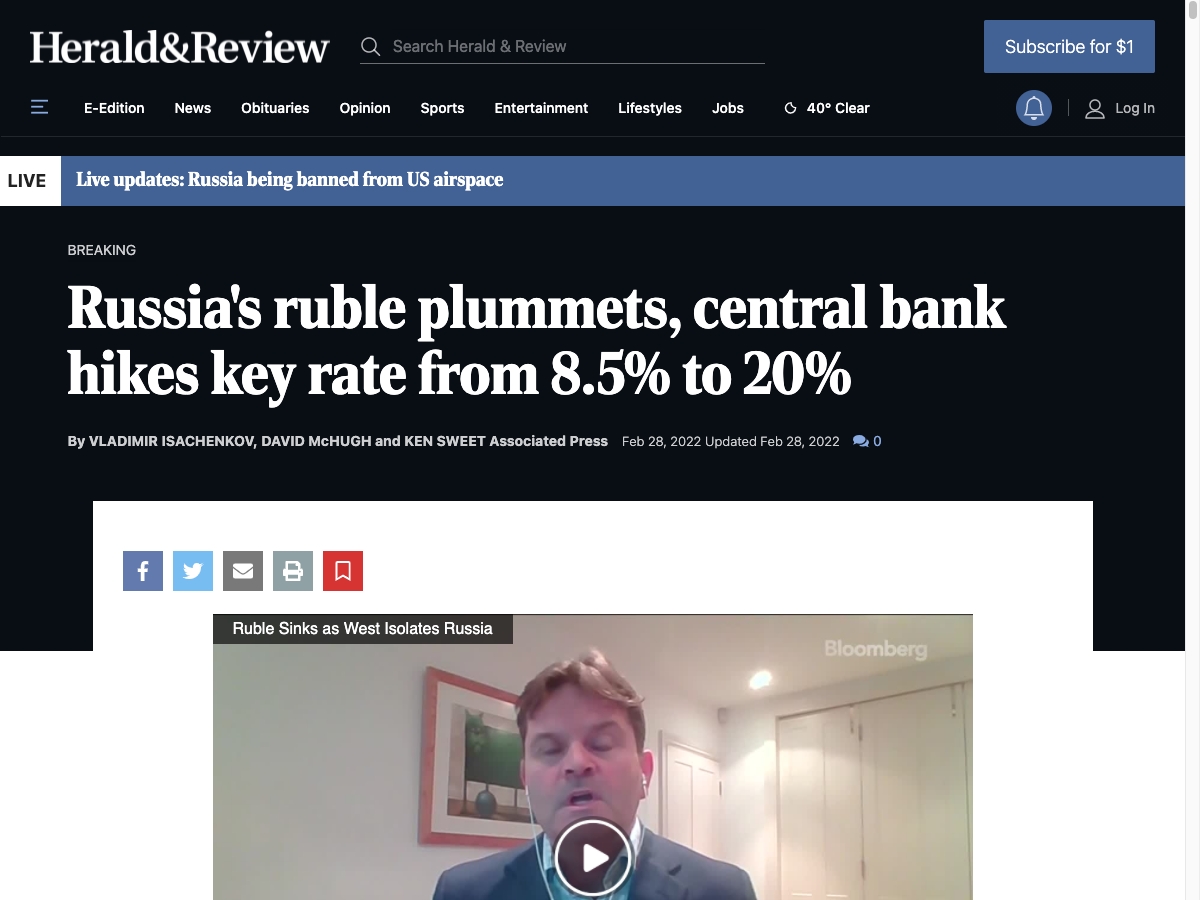 Herald&Review
Search Herald & Review
Subscribe for $1
E-Edition
News
Obituaries
Opinion
Sports
Entertainment
Lifestyles
Jobs
40° Clear
Log In
LIVE
Live updates: Russia being banned from US airspace
BREAKING
Russia's ruble plummets, central bank
hikes key rate from 8.5% to 20%
By VLADIMIR ISACHENKOV, DAVID McHUGH and KEN SWEET Associated Press
Feb 28, 2022 Updated Feb 28, 2022
0
Ruble Sinks as West Isolates Russia
Bloomberg